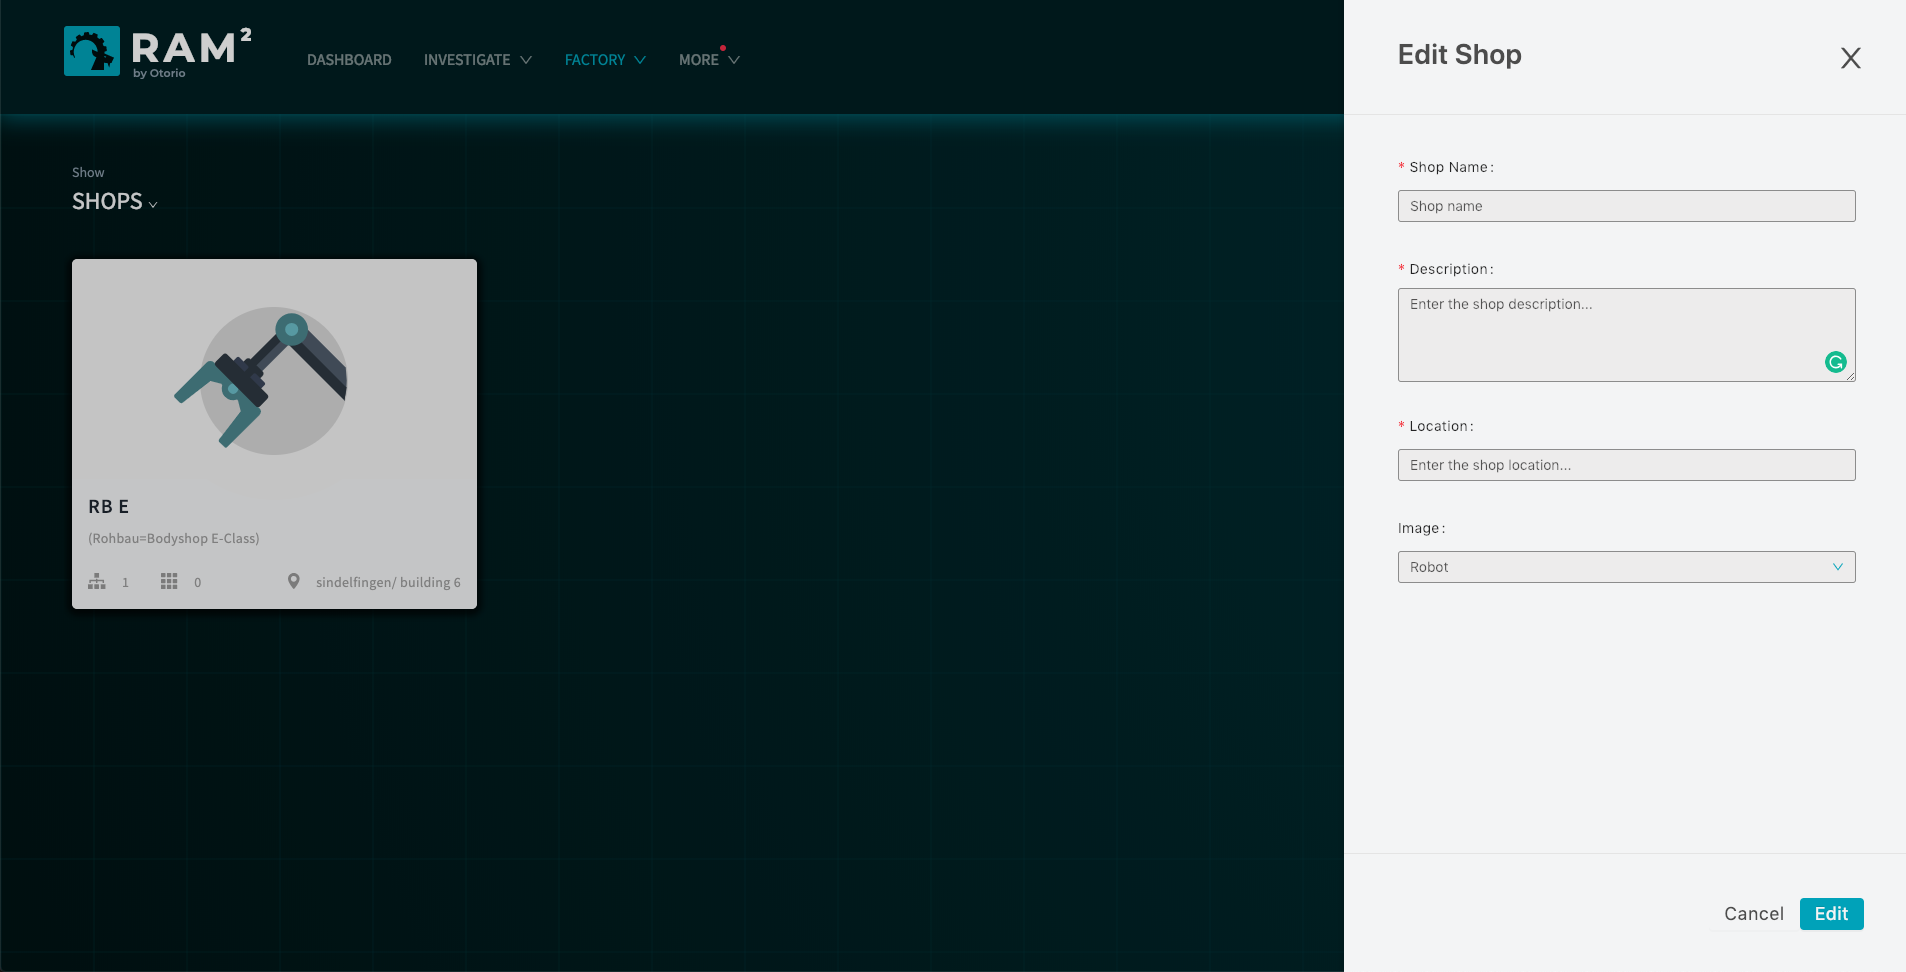 RAM²
by Otorio
DASHBOARD INVESTIGATE FACTORY MORE
Show
SHOPS
RB E
(Rohbau=Bodyshop E-Class)
1 0 sindelfingen/ building 6
Edit Shop
* Shop Name:
Shop name
* Description:
Enter the shop description...
* Location:
Enter the shop location...
Image:
Robot
Cancel Edit